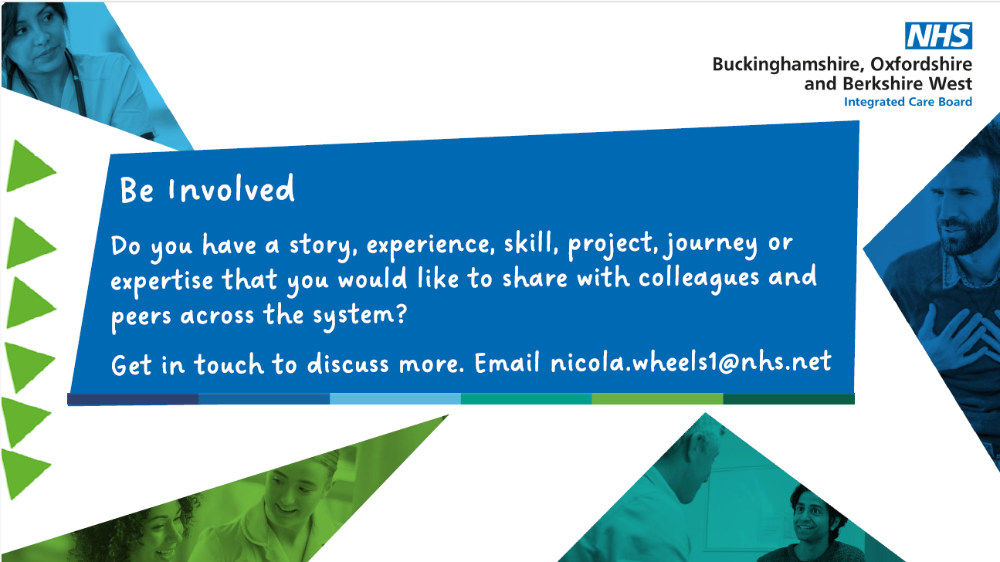 NHS
Buckinghamshire, Oxfordshire
and Berkshire West
Integrated Care Board
Be Involved
Do you have a story, experience, skill, project, journey or
expertise that you would like to share with colleagues and
peers across the system?
Get in touch to discuss more. Email nicola.wheels1@nhs.net